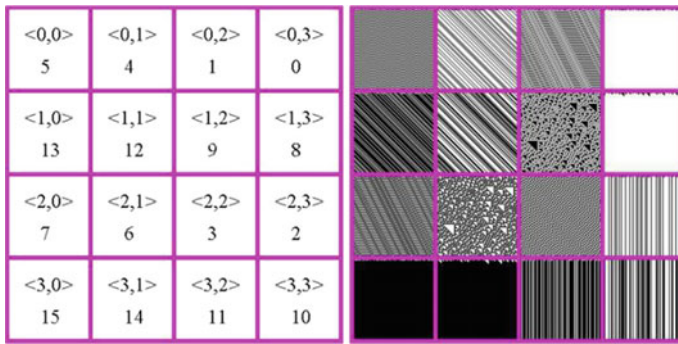 <0,0> <0,1> <0,2> <0,3>
5 4 1 0
<1,0> <1,1> <1,2> <1,3>
13 12 9 8
<2,0> <2,1> <2,2> <2,3>
7 6 3 2
<3,0> <3,1> <3,2> <3,3>
15 14 11 10